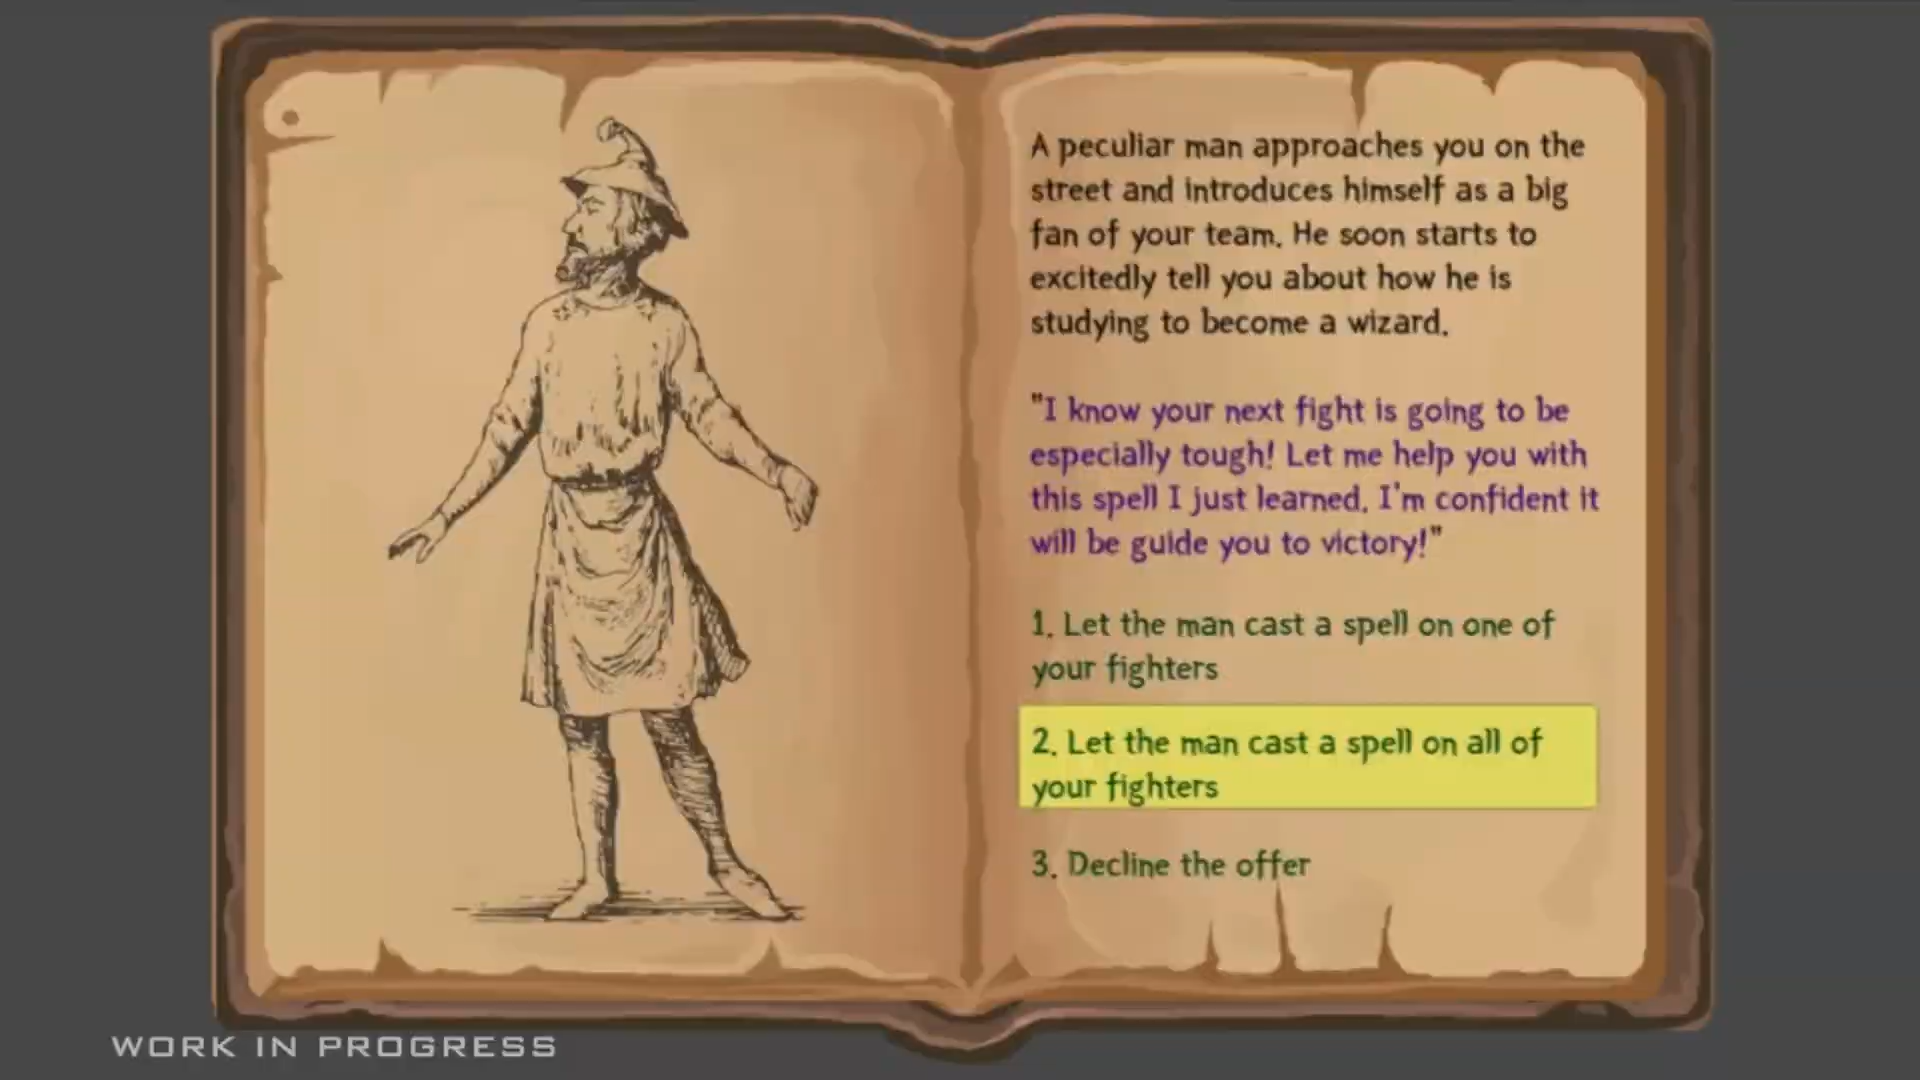 A peculiar man approaches you on the
street and introduces himself as a big
fan of your team. He soon starts to
excitedly tell you about how he is
studying to become a wizard.
"I know your next fight is going to be
especially tough! Let me help you with
this spell I just learned. I'm confident it
will be guide you to victory!"
1. Let the man cast a spell on one of
your fighters
2. Let the man cast a spell on all of
your fighters
3. Decline the offer
WORK IN PROGRESS